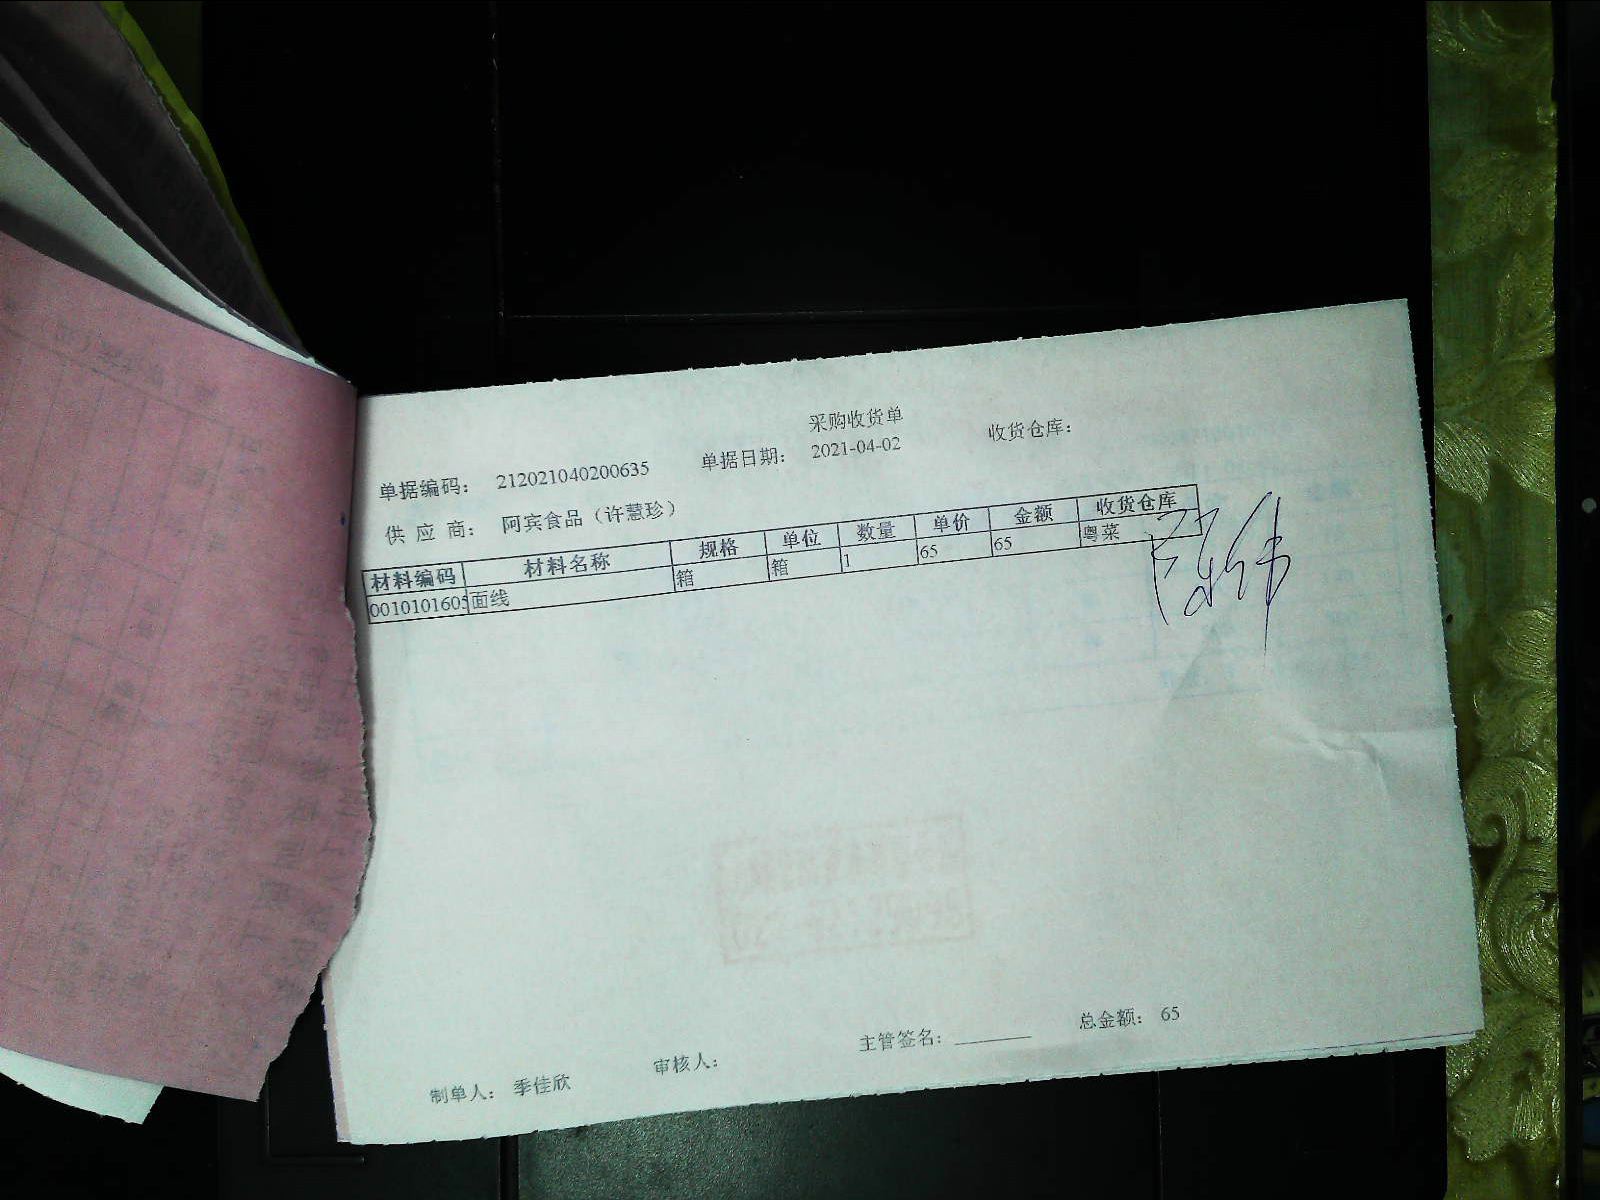 采购收货单
单据编码： 212021040200635 单据日期： 2021-04-02 收货仓库：
供 应 商： 阿宾食品（许慧珍）
材料编码 材料名称 规格 单位 数量 单价 金额 收货仓库
0010101605 面线 箱 箱 1 65 65 粤菜
制单人： 季佳欣 审核人： 主管签名： 总金额： 65